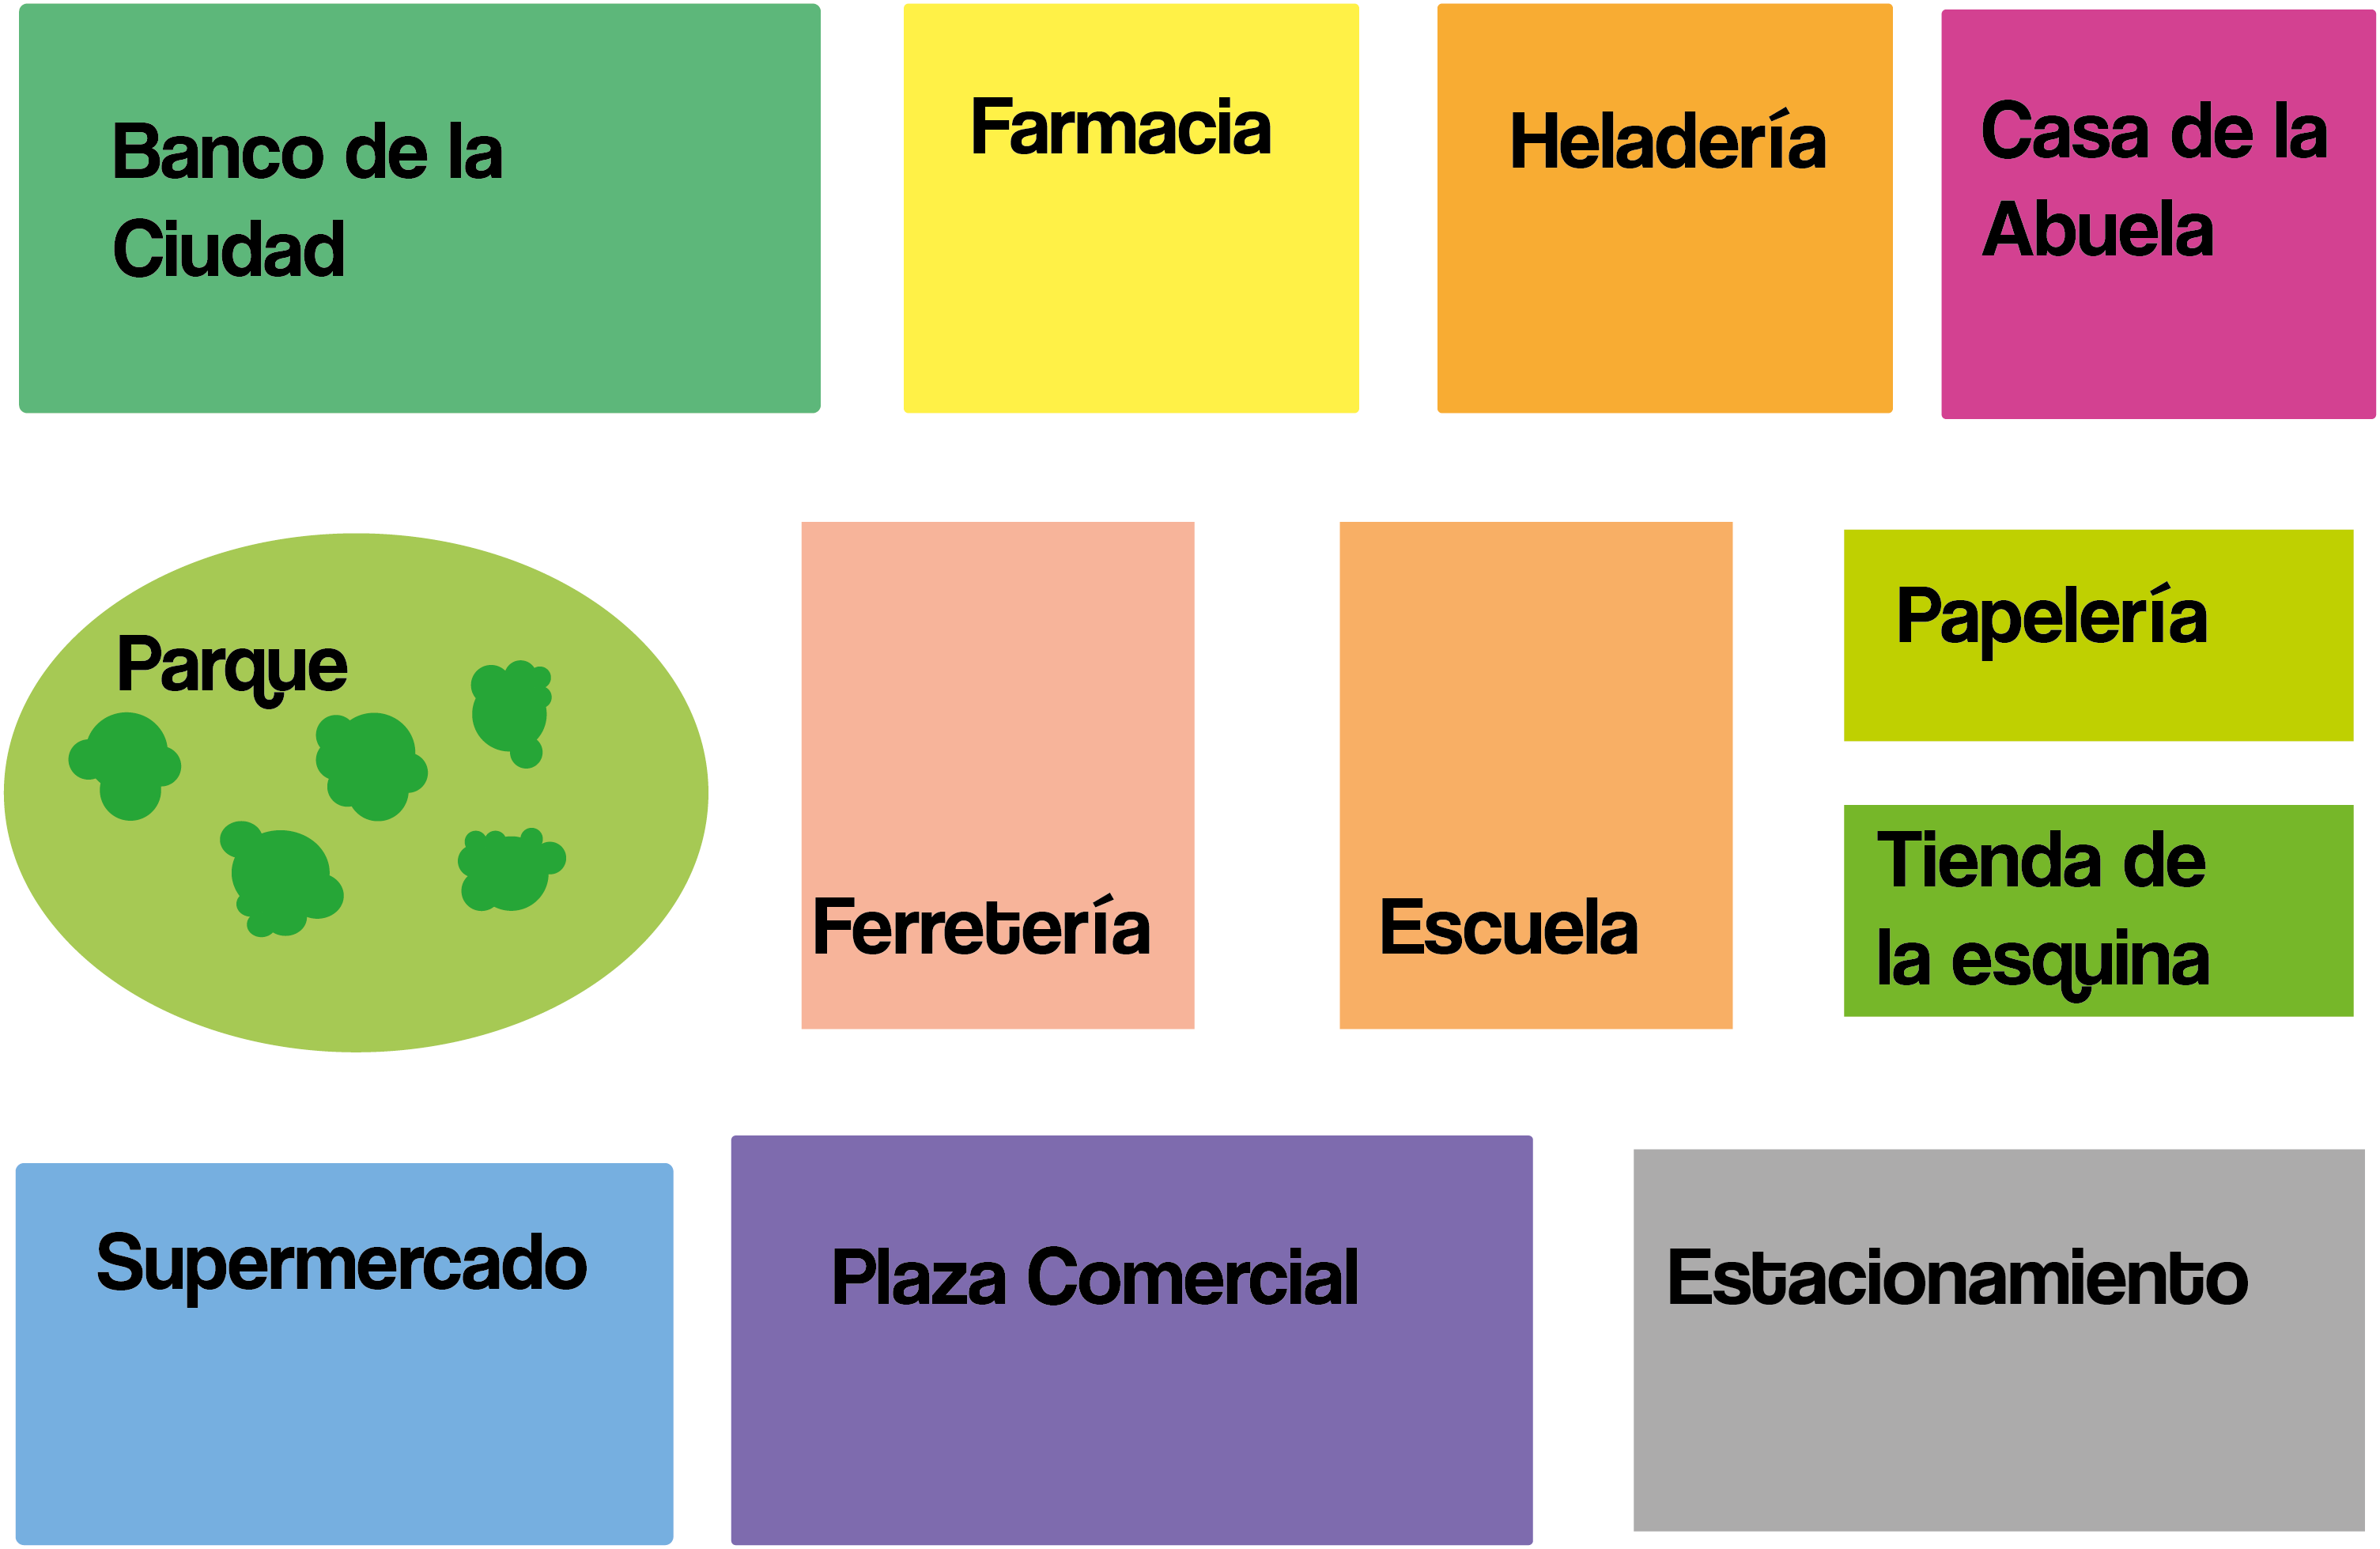 Banco de la
Ciudad
Farmacia
Heladería
Casa de la
Abuela
Parque
Ferretería
Escuela
Papelería
Tienda de
la esquina
Supermercado
Plaza Comercial
Estacionamiento